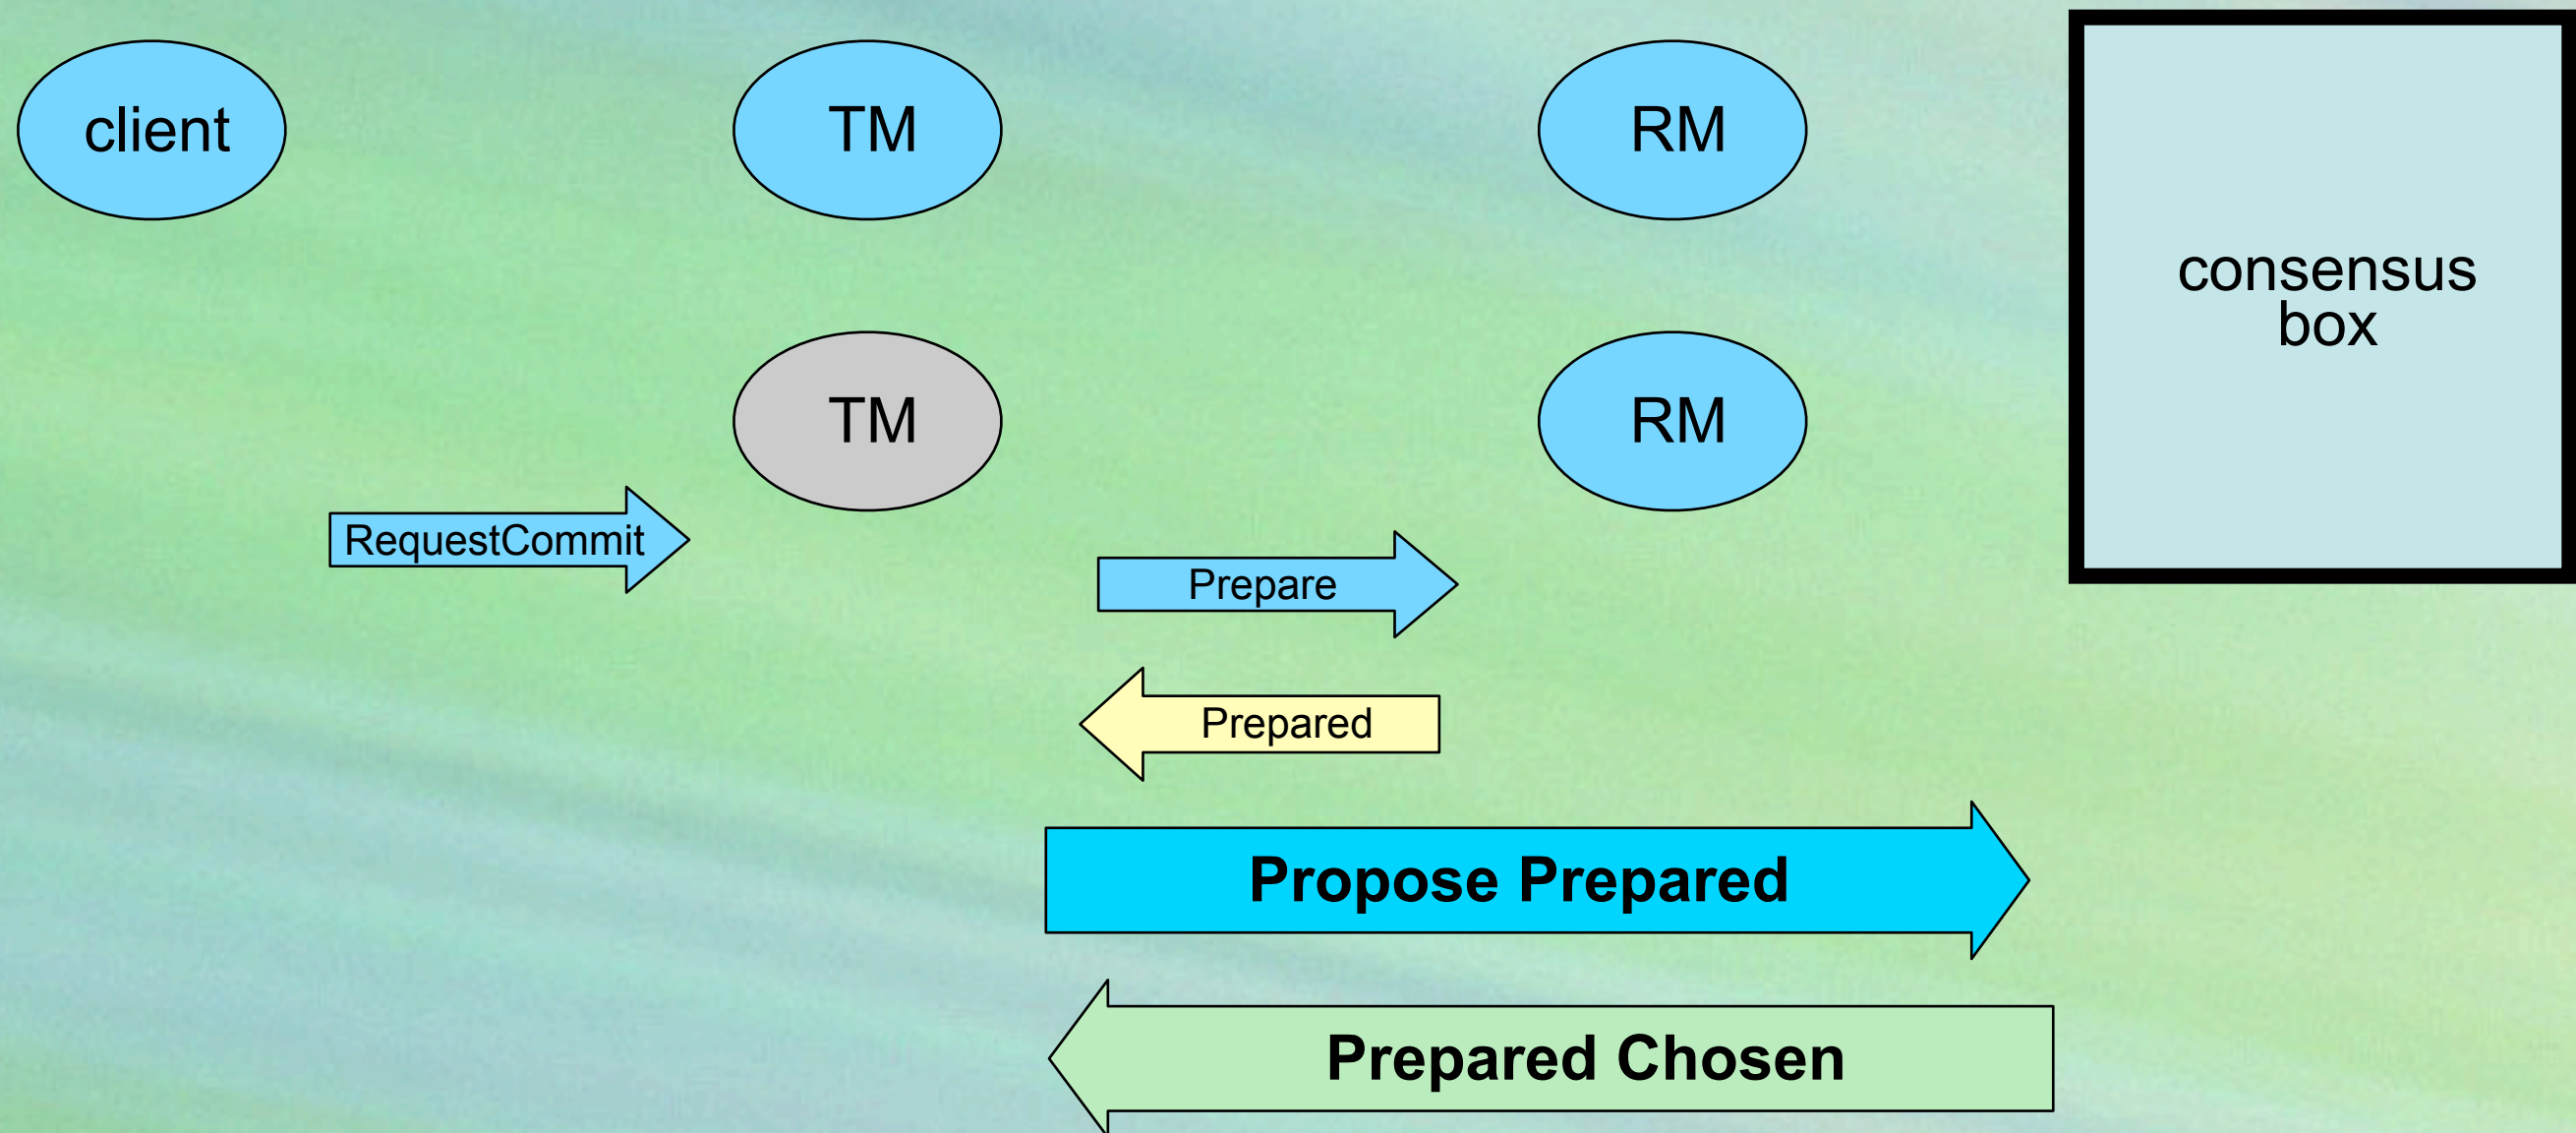 client
TM
RM
consensus
box
TM
RM
RequestCommit
Prepare
Prepared
Propose Prepared
Prepared Chosen